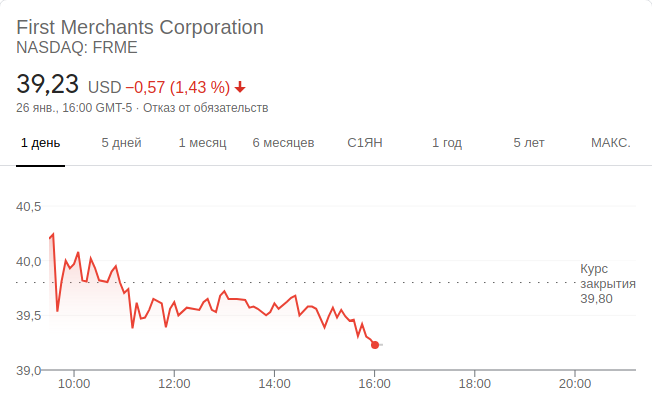 First Merchants Corporation
NASDAQ: FRME
39,23 USD −0,57 (1,43 %)
26 янв., 16:00 GMT-5 · Отказ от обязательств
1 день 5 дней 1 месяц 6 месяцев С1ЯН 1 год 5 лет МАКС.
40,5
40,0
39,5
39,0
Курс
закрытия
39,80
10:00 12:00 14:00 16:00 18:00 20:00